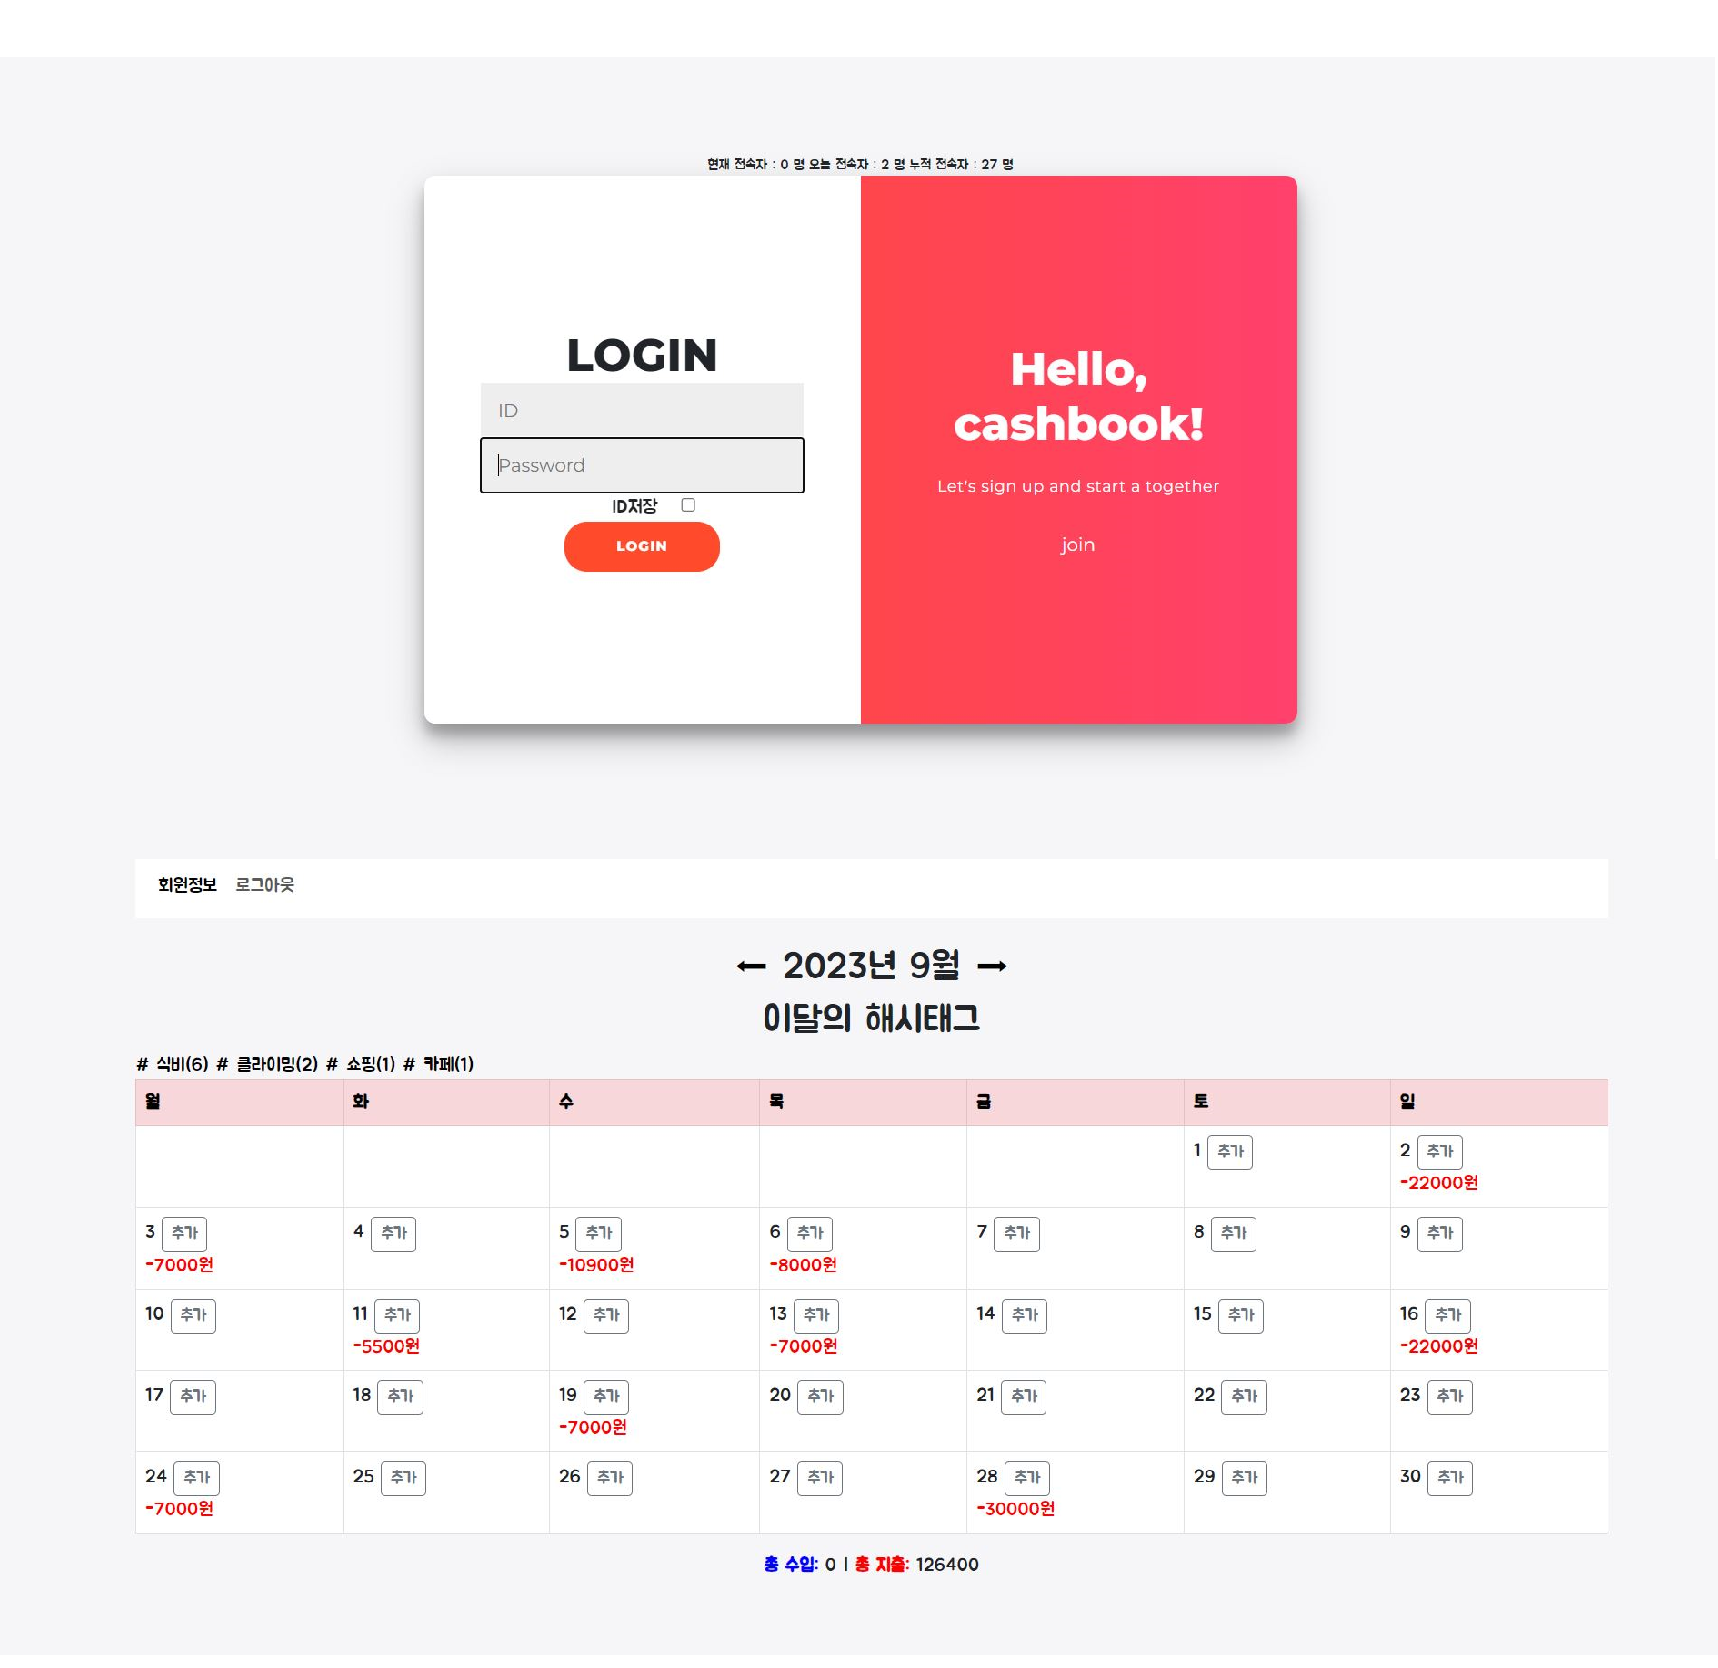 현재 접속자 : 0 명 오늘 접속자 : 2 명 누적 접속자 : 27 명
LOGIN
ID
Password
ID저장
LOGIN
Hello,
cashbook!
Let's sign up and start a together
join
회원정보 로그아웃
← 2023년 9월 →
이달의 해시태그
# 식비(6) # 클라이밍(2) # 쇼핑(1) # 카페(1)
월 화 수 목 금 토 일
1 추가 2 추가
-22000원
3 추가 4 추가 5 추가 6 추가 7 추가 8 추가 9 추가
-7000원 -10900원 -8000원
10 추가 11 추가 12 추가 13 추가 14 추가 15 추가 16 추가
-5500원 -7000원 -22000원
17 추가 18 추가 19 추가 20 추가 21 추가 22 추가 23 추가
-7000원
24 추가 25 추가 26 추가 27 추가 28 추가 29 추가 30 추가
-7000원 -30000원
총 수입: 0 | 총 지출: 126400